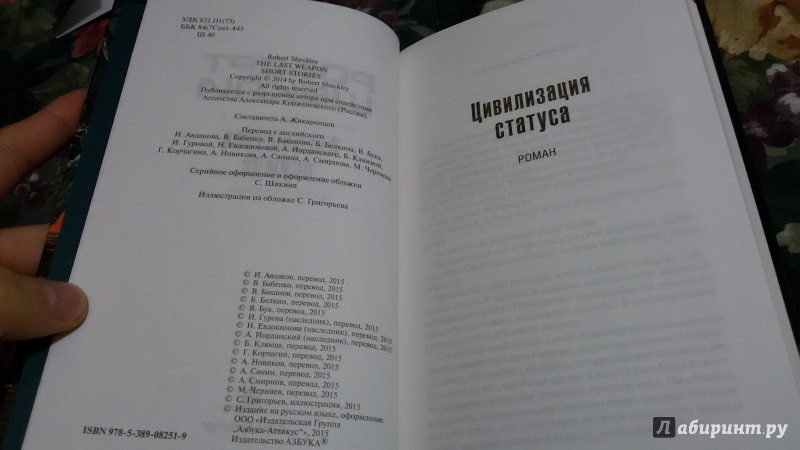 УДК 821.111(73)
ББК 84(7Сое)-445
Ш 40
Robert Sheckley
THE LAST WEAPON
SHORT STORIES
Copyright © 2014 by Robert Sheckley
All rights reserved
Публикуется с разрешения автора при содействии
Агентства Александра Корженевского (Россия)
Составитель А. Жикаренцев
Перевод с английского
И. Авдакова, В. Бабенко, В. Баканова, Б. Белкина, В. Бука,
И. Гуровой, Н. Евдокимовой, А. Иорданского, Б. Клюевой,
Г. Корчагина, А. Новикова, А. Санина, А. Смирнова, М. Черняева
Серийное оформление и оформление обложки
С. Шикина
Иллюстрация на обложке С. Григорьева
© И. Авдаков, перевод, 2015
© В. Бабенко, перевод, 2015
© В. Баканов, перевод, 2015
© Б. Белкин, перевод, 2015
© В. Бук, перевод, 2015
© И. Гурова (наследник), перевод, 2015
© Н. Евдокимова (наследник), перевод, 2015
© А. Иорданский (наследник), перевод, 2015
© Б. Клюева, перевод, 2015
© Г. Корчагин, перевод, 2015
© А. Новиков, перевод, 2015
© А. Санин, перевод, 2015
© А. Смирнов, перевод, 2015
© М. Черняев, перевод, 2015
© С. Григорьев, иллюстрация, 2015
© Издание на русском языке, оформление.
ООО «Издательская Группа
„Азбука-Аттикус“», 2015
Издательство АЗБУКА®
ISBN 978-5-389-08251-9
Цивилизация
статуса
РОМАН
Лабиринт.ру